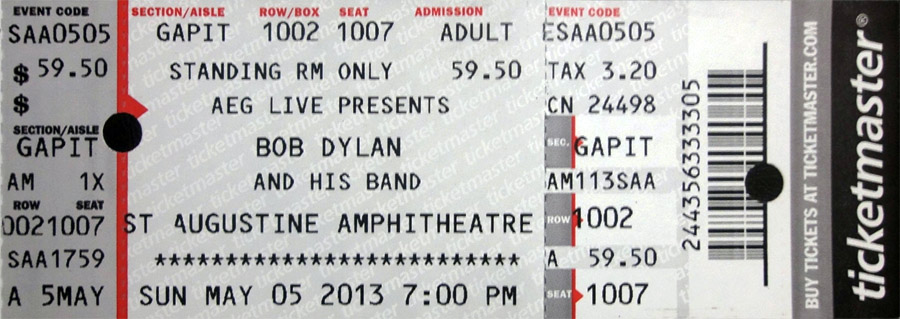 EVENT CODE
SAA0505
$ 59.50
$
SECTION/AISLE
GAPIT
AM 1X
ROW SEAT
0021007
SAA1759
A 5MAY
SECTION/AISLE ROW/BOX SEAT ADMISSION
GAPIT 1002 1007 ADULT
STANDING RM ONLY 59.50
AEG LIVE PRESENTS
BOB DYLAN
AND HIS BAND
ST AUGUSTINE AMPHITHEATRE
****************************
SUN MAY 05 2013 7:00 PM
EVENT CODE
ESAA0505
TAX 3.20
CN 24498
SEC. GAPIT
AM113SAA
ROW 1002
A 59.50
SEAT 1007
244356333305
BUY TICKETS AT TICKETMASTER.COM
ticketmaster®